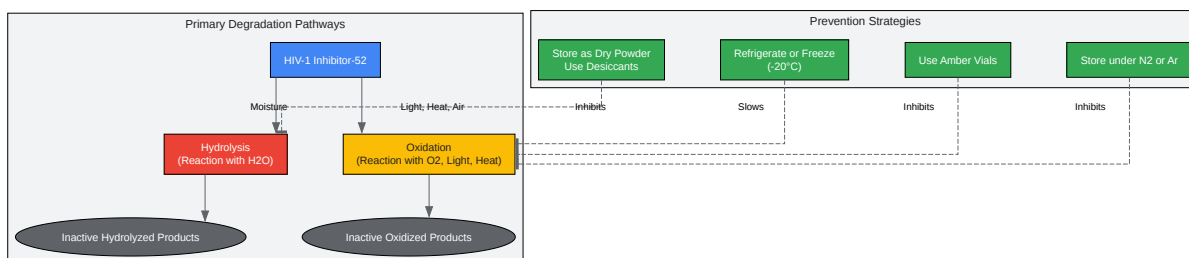 Primary Degradation Pathways
Prevention Strategies
HIV-1 Inhibitor-52
Store as Dry Powder
Use Desiccants
Refrigerate or Freeze
(-20°C)
Use Amber Vials
Store under N2 or Ar
Moisture
Light, Heat, Air
Inhibits
Slows
Inhibits
Inhibits
Hydrolysis
(Reaction with H2O)
Oxidation
(Reaction with O2, Light, Heat)
Inactive Hydrolyzed Products
Inactive Oxidized Products